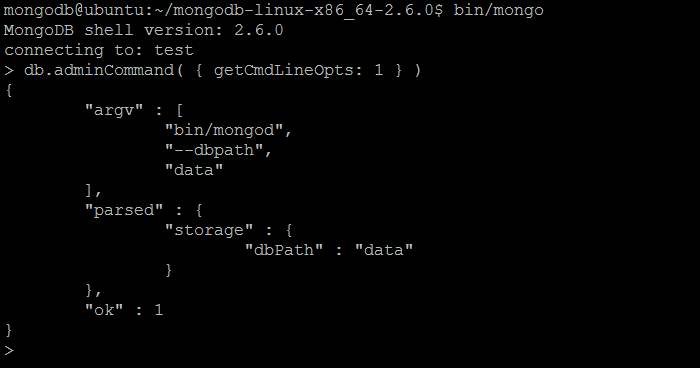 mongodb@ubuntu:~/mongodb-linux-x86_64-2.6.0$ bin/mongo
MongoDB shell version: 2.6.0
connecting to: test
> db.adminCommand( { getCmdLineOpts: 1 } )
{
        "argv" : [
                "bin/mongod",
                "--dbpath",
                "data"
        ],
        "parsed" : {
                "storage" : {
                        "dbPath" : "data"
                }
        },
        "ok" : 1
}
>